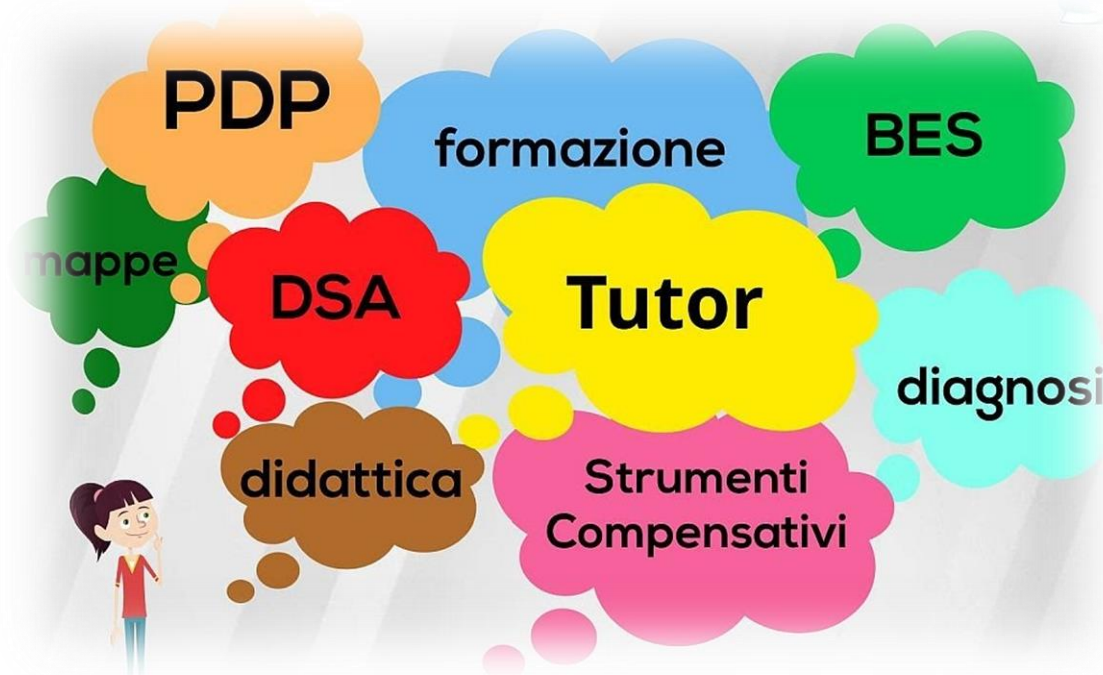 PDP
formazione
BES
mappe
DSA
Tutor
diagnosi
didattica
Strumenti
Compensativi